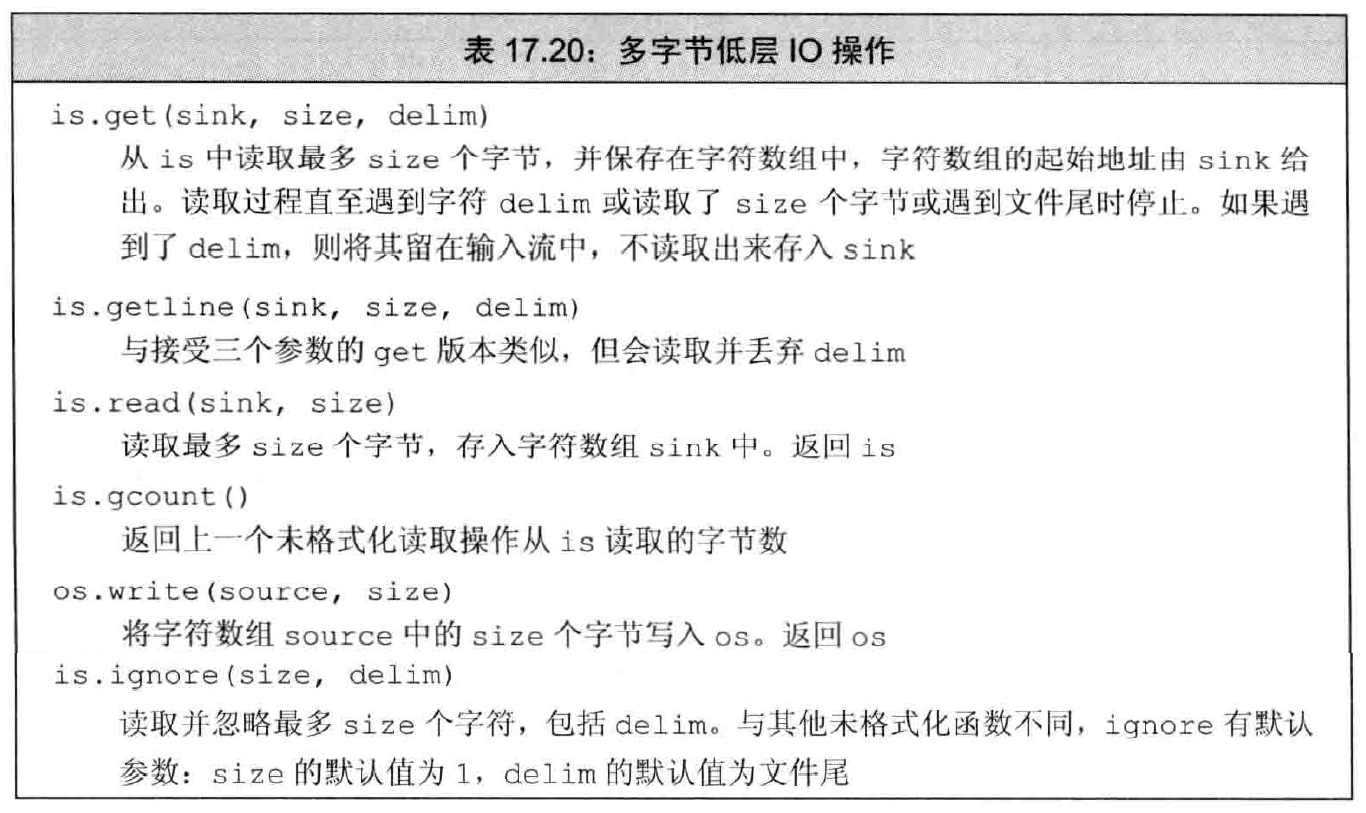 表 17.20：多字节低层 IO 操作
is.get(sink, size, delim)
从 is 中读取最多 size 个字节，并保存在字符数组中，字符数组的起始地址由 sink 给
出。读取过程直至遇到字符 delim 或读取了 size 个字节或遇到文件尾时停止。如果遇
到了 delim，则将其留在输入流中，不读取出来存入 sink
is.getline(sink, size, delim)
与接受三个参数的 get 版本类似，但会读取并丢弃 delim
is.read(sink, size)
读取最多 size 个字节，存入字符数组 sink 中。返回 is
is.gcount()
返回上一个未格式化读取操作从 is 读取的字节数
os.write(source, size)
将字符数组 source 中的 size 个字节写入 os。返回 os
is.ignore(size, delim)
读取并忽略最多 size 个字符，包括 delim。与其他未格式化函数不同，ignore 有默认
参数：size 的默认值为 1，delim 的默认值为文件尾